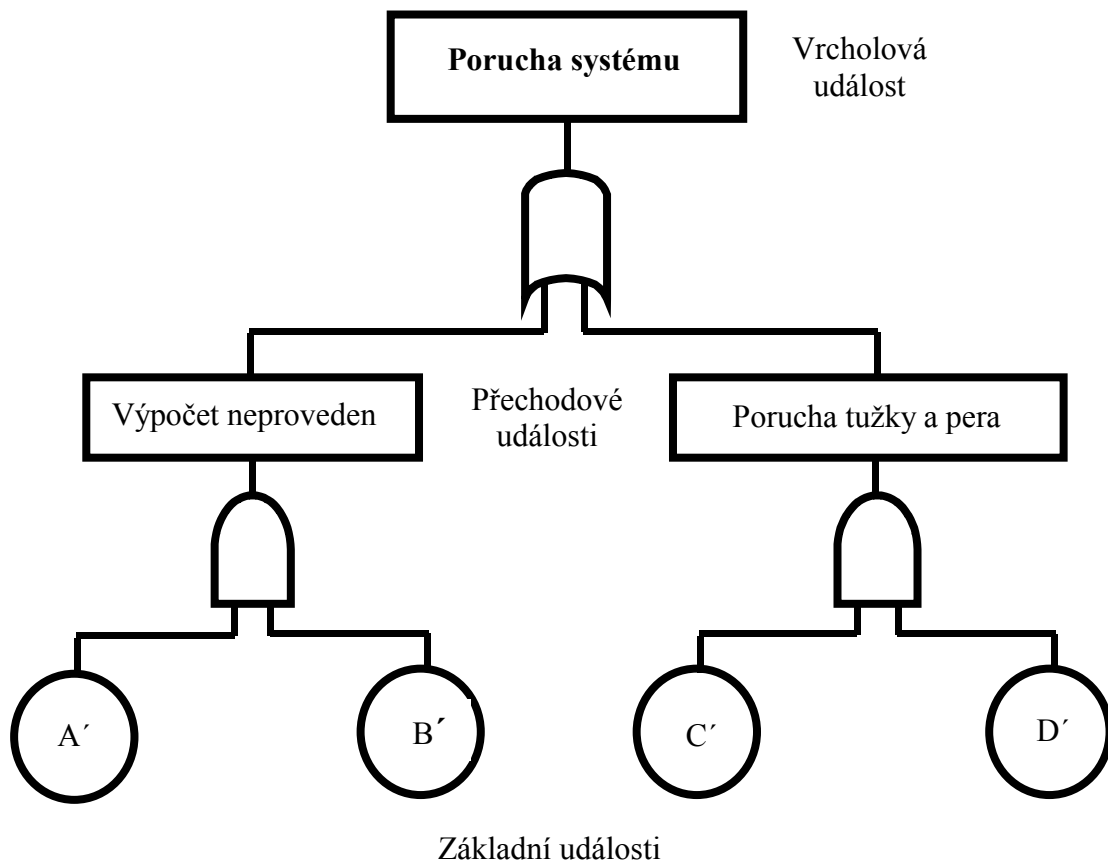 Porucha systému
Vrcholová
událost
Výpočet neproveden
Přechodové
události
Porucha tužky a pera
A´
B´
C´
D´
Základní události